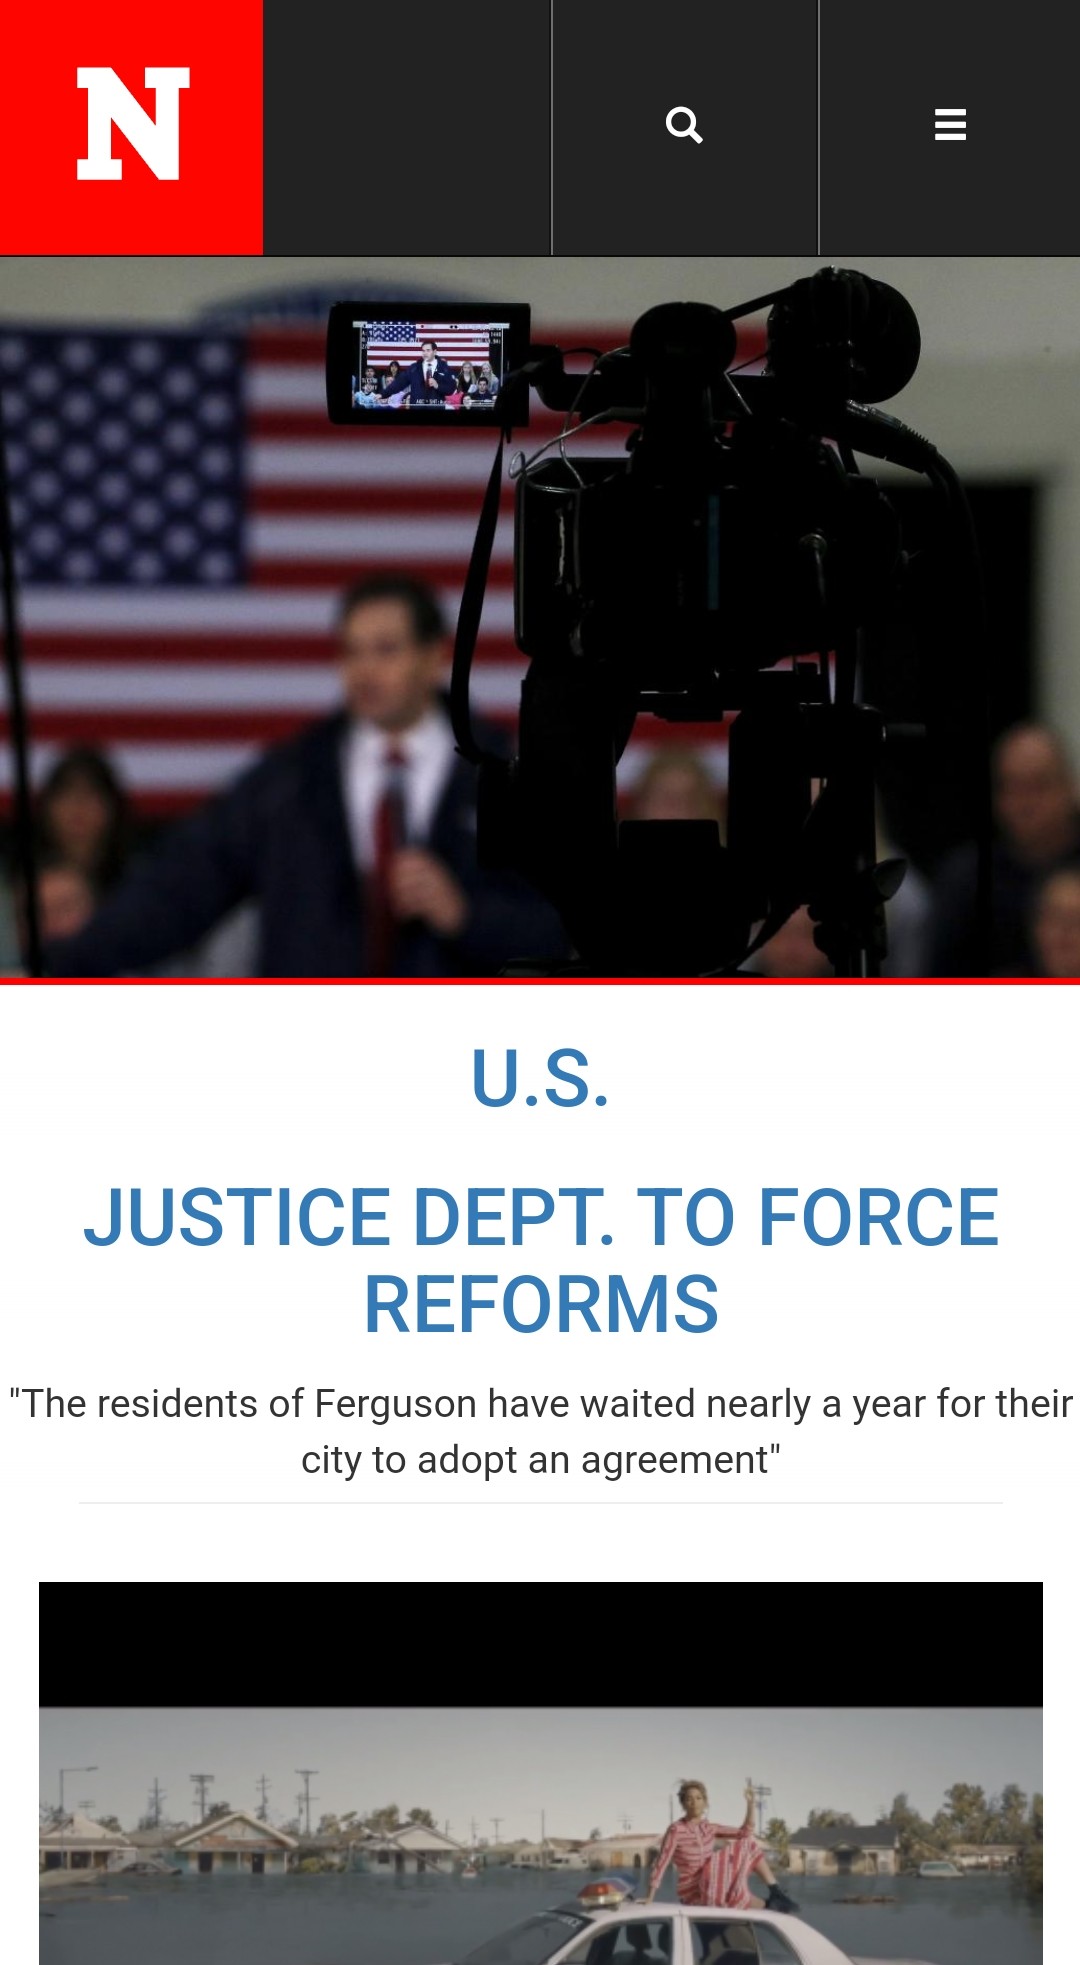 N
U.S.
JUSTICE DEPT. TO FORCE
REFORMS
"The residents of Ferguson have waited nearly a year for their
city to adopt an agreement"